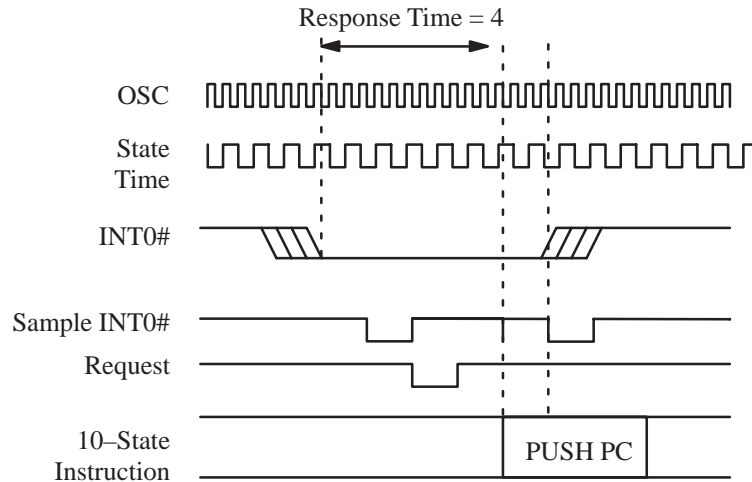 Response Time = 4
OSC
State
Time
INT0#
Sample INT0#
Request
10–State
Instruction
PUSH PC